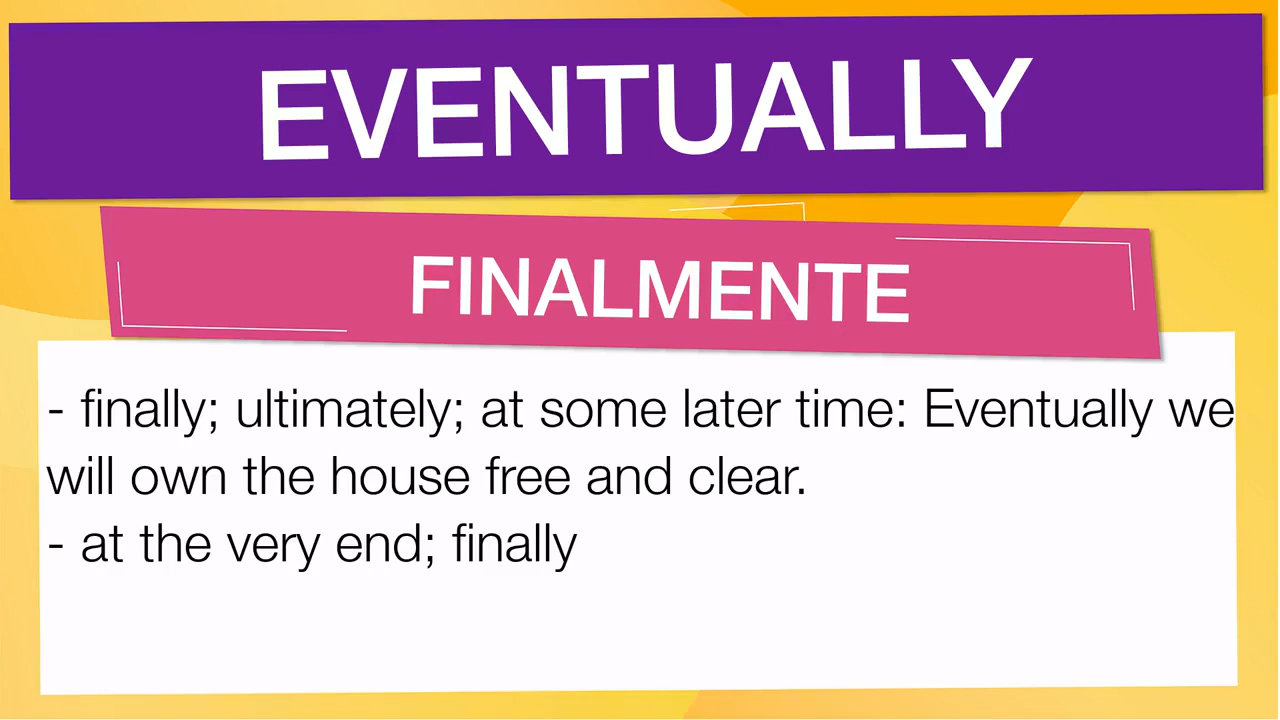 EVENTUALLY
FINALMENTE
- finally; ultimately; at some later time: Eventually we
will own the house free and clear.
- at the very end; finally